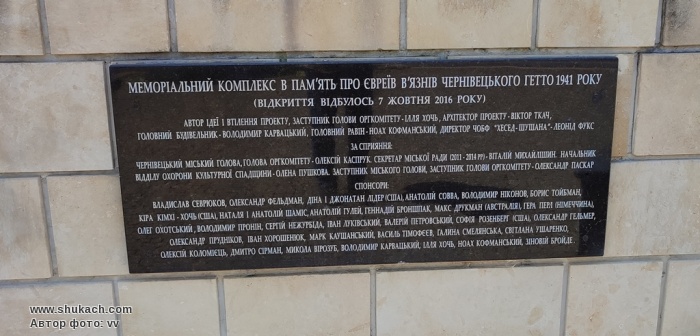 МЕМОРІАЛЬНИЙ КОМПЛЕКС В ПАМ'ЯТЬ ПРО ЄВРЕЇВ В'ЯЗНІВ ЧЕРНІВЕЦЬКОГО ГЕТТО 1941 РОКУ
(ВІДКРИТТЯ ВІДБУЛОСЬ 7 ЖОВТНЯ 2016 РОКУ)
АВТОР ІДЕЇ І ВТІЛЕННЯ ПРОЕКТУ, ЗАСТУПНИК ГОЛОВИ ОРГКОМІТЕТУ - ІЛЛЯ ХОЧЬ, АРХІТЕКТОР ПРОЕКТУ - ВІКТОР ТКАЧ,
ГОЛОВНИЙ БУДІВЕЛЬНИК - ВОЛОДИМИР КАРВАЦЬКИЙ, ГОЛОВНИЙ РАВІН - НОАХ КОФМАНСЬКИЙ, ДИРЕКТОР ЧОБФ "ХЕСЕД-ШУШАНА" - ЛЕОНІД ФУКС
ЗА СПРИЯННЯ:
ЧЕРНІВЕЦЬКИЙ МІСЬКИЙ ГОЛОВА, ГОЛОВА ОРГКОМІТЕТУ - ОЛЕКСІЙ КАСПРУК. СЕКРЕТАР МІСЬКОЇ РАДИ (2011 - 2014 РР) - ВІТАЛІЙ МИХАЙЛІШИН. НАЧАЛЬНИК
ВІДДІЛУ ОХОРОНИ КУЛЬТУРНОЇ СПАДЩИНИ - ОЛЕНА ПУШКОВА. ЗАСТУПНИК МІСЬКОГО ГОЛОВИ, ЗАСТУПНИК ОРГКОМІТЕТУ - ОЛЕКСАНДР ПАСКАР
СПОНСОРИ:
ВЛАДИСЛАВ СЕВРЮКОВ, ОЛЕКСАНДР ФЕЛЬДМАН, ДІНА І ДЖОНАТАН ЛІДЕР (США), АНАТОЛІЙ СОВВА, ВОЛОДИМИР НІКОНОВ, БОРИС ТОЙБМАН,
КІРА КІМХІ - ХОЧЬ (США), НАТАЛЯ І АНАТОЛІЙ ШАМІС, АНАТОЛІЙ ГУЛЕЙ, ГЕННАДІЙ БРОНШПАК, МАКС ДРУКМАН (АВСТРАЛІЯ), ГЕРА ПЕРЯ (НІМЕЧЧИНА),
ОЛЕГ ОХОТСЬКИЙ, ВОЛОДИМИР ПРОНІН, СЕРГІЙ НЕЖУРБІДА, ІВАН ЛУКІВСЬКИЙ, ВАЛЕРІЙ ПЕТРОВСЬКИЙ, СОФІЯ РОЗЕНБЕРГ (США), ОЛЕКСАНДР ГЕЛЬМЕР,
ОЛЕКСАНДР ПРУДНІКОВ, ІВАН ХОРОШЕНЮК, МАРК КАУШАНСЬКИЙ, ВАСИЛЬ ТІМОФЄЄВ, ГАЛИНА СМЕЛЯНСЬКА, СВІТЛАНА УШАРЕНКО,
ОЛЕКСІЙ КОЛОМІЄЦЬ, ДМИТРО СІРМАН, МИКОЛА ВІРОЗУБ, ВОЛОДИМИР КАРВАЦЬКИЙ, ІЛЛЯ ХОЧЬ, НОАХ КОФМАНСЬКИЙ, ЗІНОВІЙ БРОЙДЕ.
www.shukach.com
Автор фото: vv